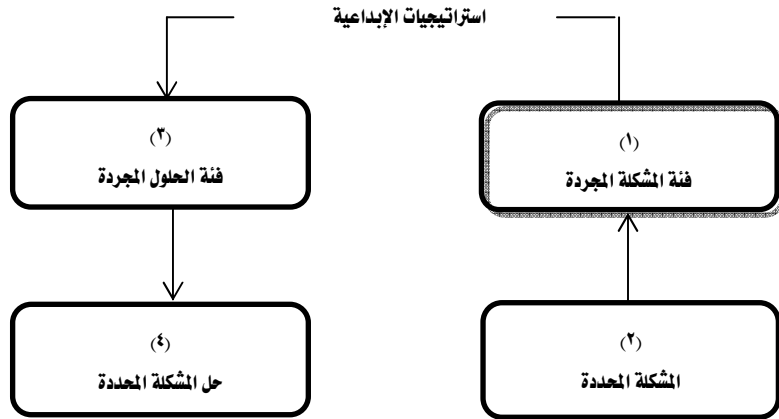 استراتيجيات الإبداعية
(١)
فئة المشكلة المجردة
(٣)
فئة الحلول المجردة
(٢)
المشكلة المحددة
(٤)
حل المشكلة المحددة